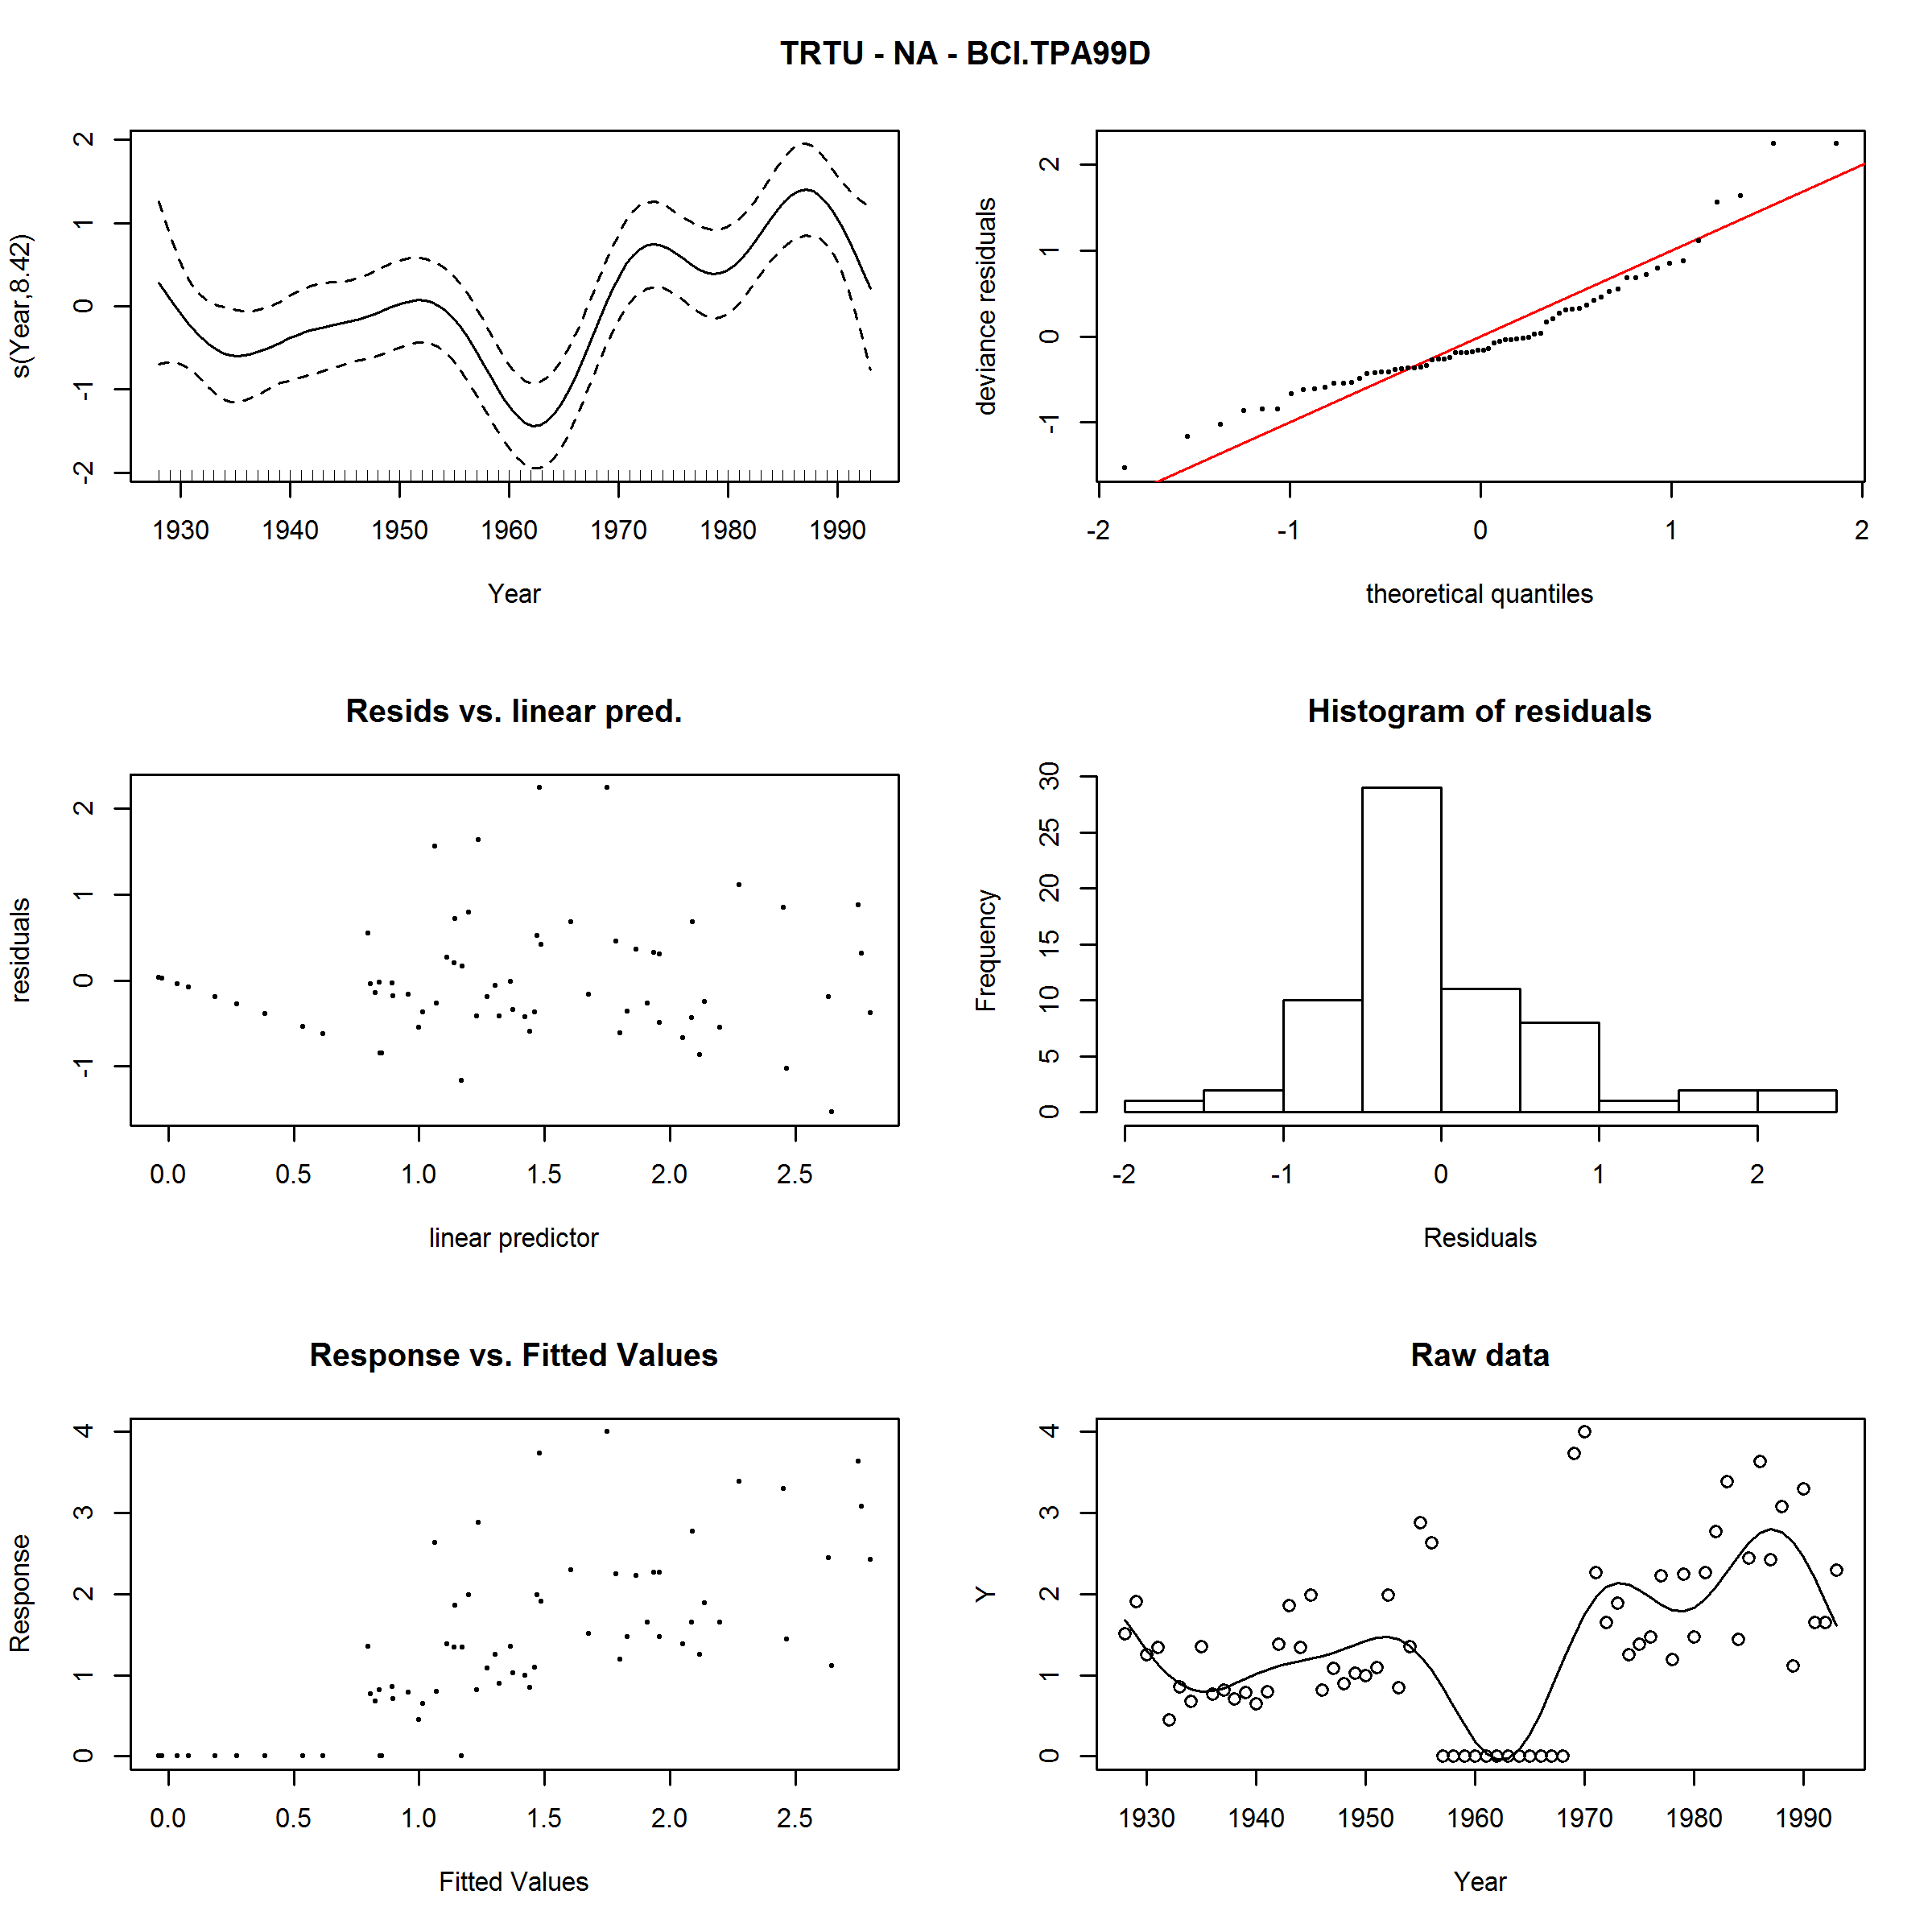 TRTU - NA - BCI.TPA99D
s(Year,8.42)
2
1
0
-1
-2
1930 1940 1950 1960 1970 1980 1990
Year
deviance residuals
2
1
0
-1
-2 -1 0 1 2
theoretical quantiles
Resids vs. linear pred.
residuals
2
1
0
-1
0.0 0.5 1.0 1.5 2.0 2.5
linear predictor
Histogram of residuals
Frequency
30
25
20
15
10
5
0
-2 -1 0 1 2
Residuals
Response vs. Fitted Values
Response
4
3
2
1
0
0.0 0.5 1.0 1.5 2.0 2.5
Fitted Values
Raw data
Y
4
3
2
1
0
1930 1940 1950 1960 1970 1980 1990
Year